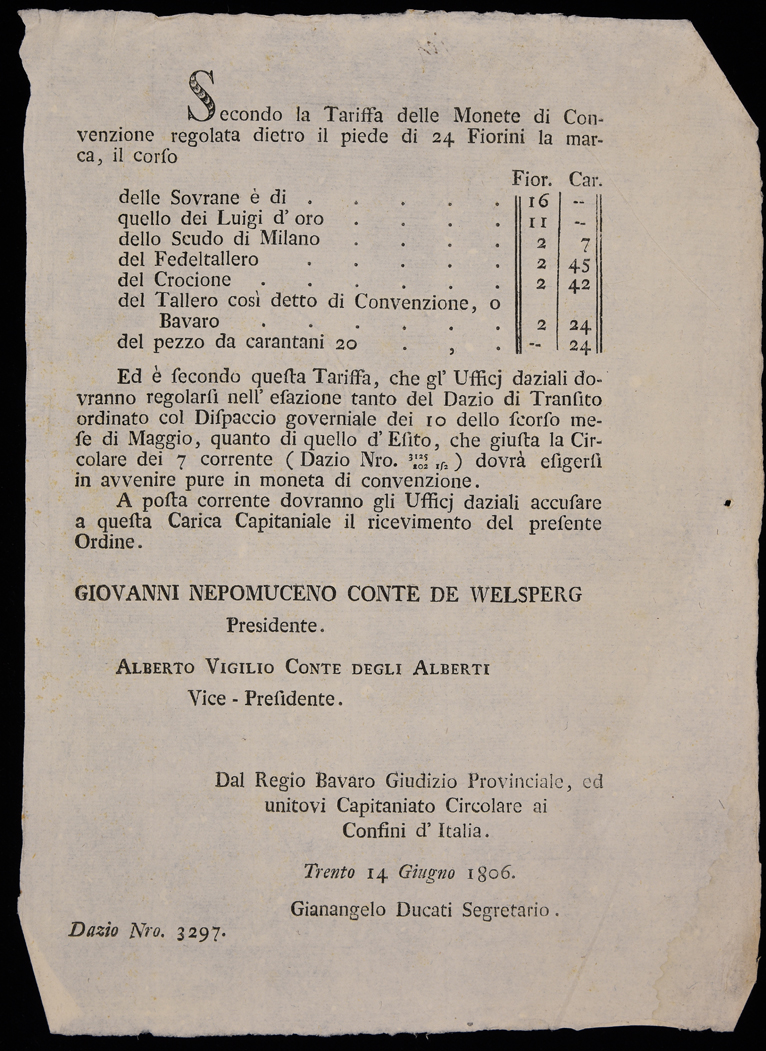 Secondo la Tariffa delle Monete di Con-
venzione regolata dietro il piede di 24 Fiorini la mar-
ca, il corſo
Fior. Car.
delle Sovrane è di . . . . . 16 --
quello dei Luigi d' oro . . . . 11 --
dello Scudo di Milano . . . . 2 7
del Fedeltallero . . . . . 2 45
del Crocione . . . . . . 2 42
del Tallero così detto di Convenzione, o
Bavaro . . . . . . 2 24
del pezzo da carantani 20 . , . -- 24
Ed è ſecondo queſta Tariffa, che gl' Ufficj daziali do-
vranno regolarſi nell' eſazione tanto del Dazio di Tranſito
ordinato col Diſpaccio governiale dei 10 dello ſcorſo me-
ſe di Maggio, quanto di quello d' Eſito, che giuſta la Cir-
colare dei 7 corrente ( Dazio Nro. ) dovrà eſigerſi
in avvenire pure in moneta di convenzione.
A poſta corrente dovranno gli Ufficj daziali accuſare
a queſta Carica Capitaniale il ricevimento del preſente
Ordine.
GIOVANNI NEPOMUCENO CONTE DE WELSPERG
Preſidente.
ALBERTO VIGILIO CONTE DEGLI ALBERTI
Vice - Preſidente.
Dal Regio Bavaro Giudizio Provinciale, ed
unitovi Capitaniato Circolare ai
Confini d' Italia.
Trento 14 Giugno 1806.
Gianangelo Ducati Segretario.
Dazio Nro. 3297.